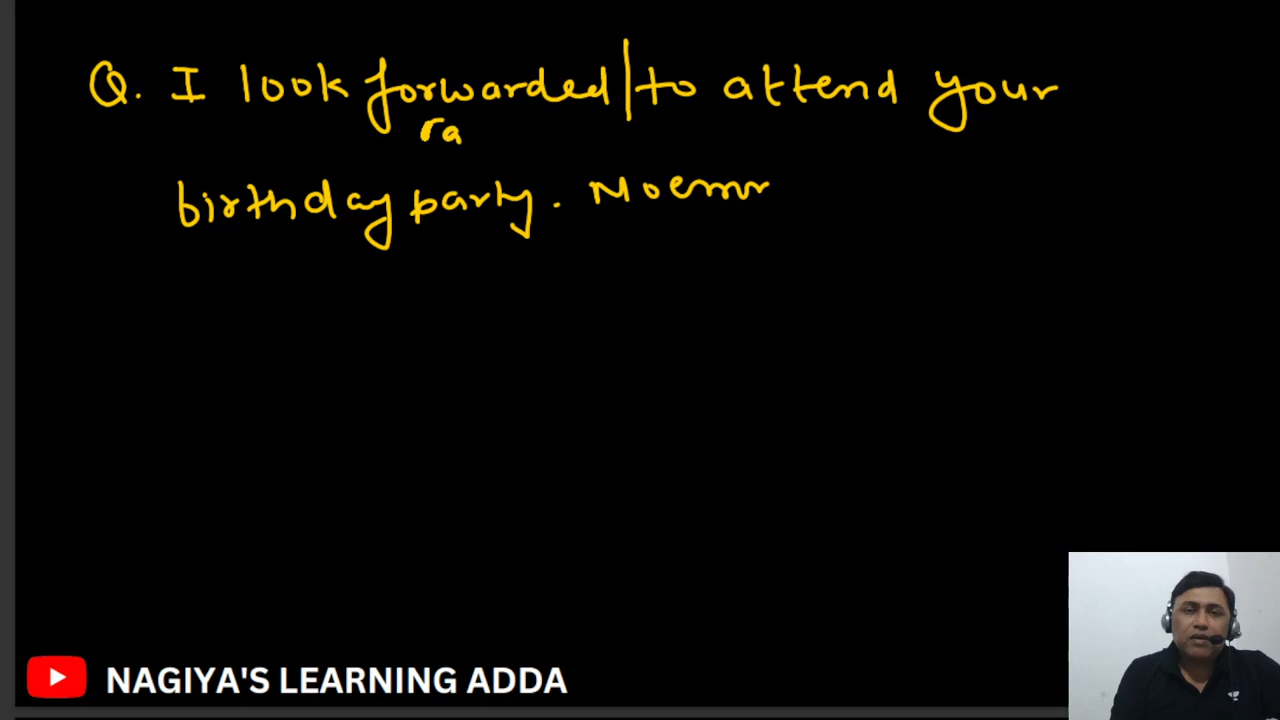 Q. I look forwarded/to attend your
ra
birthday party. No error
NAGIYA'S LEARNING ADDA